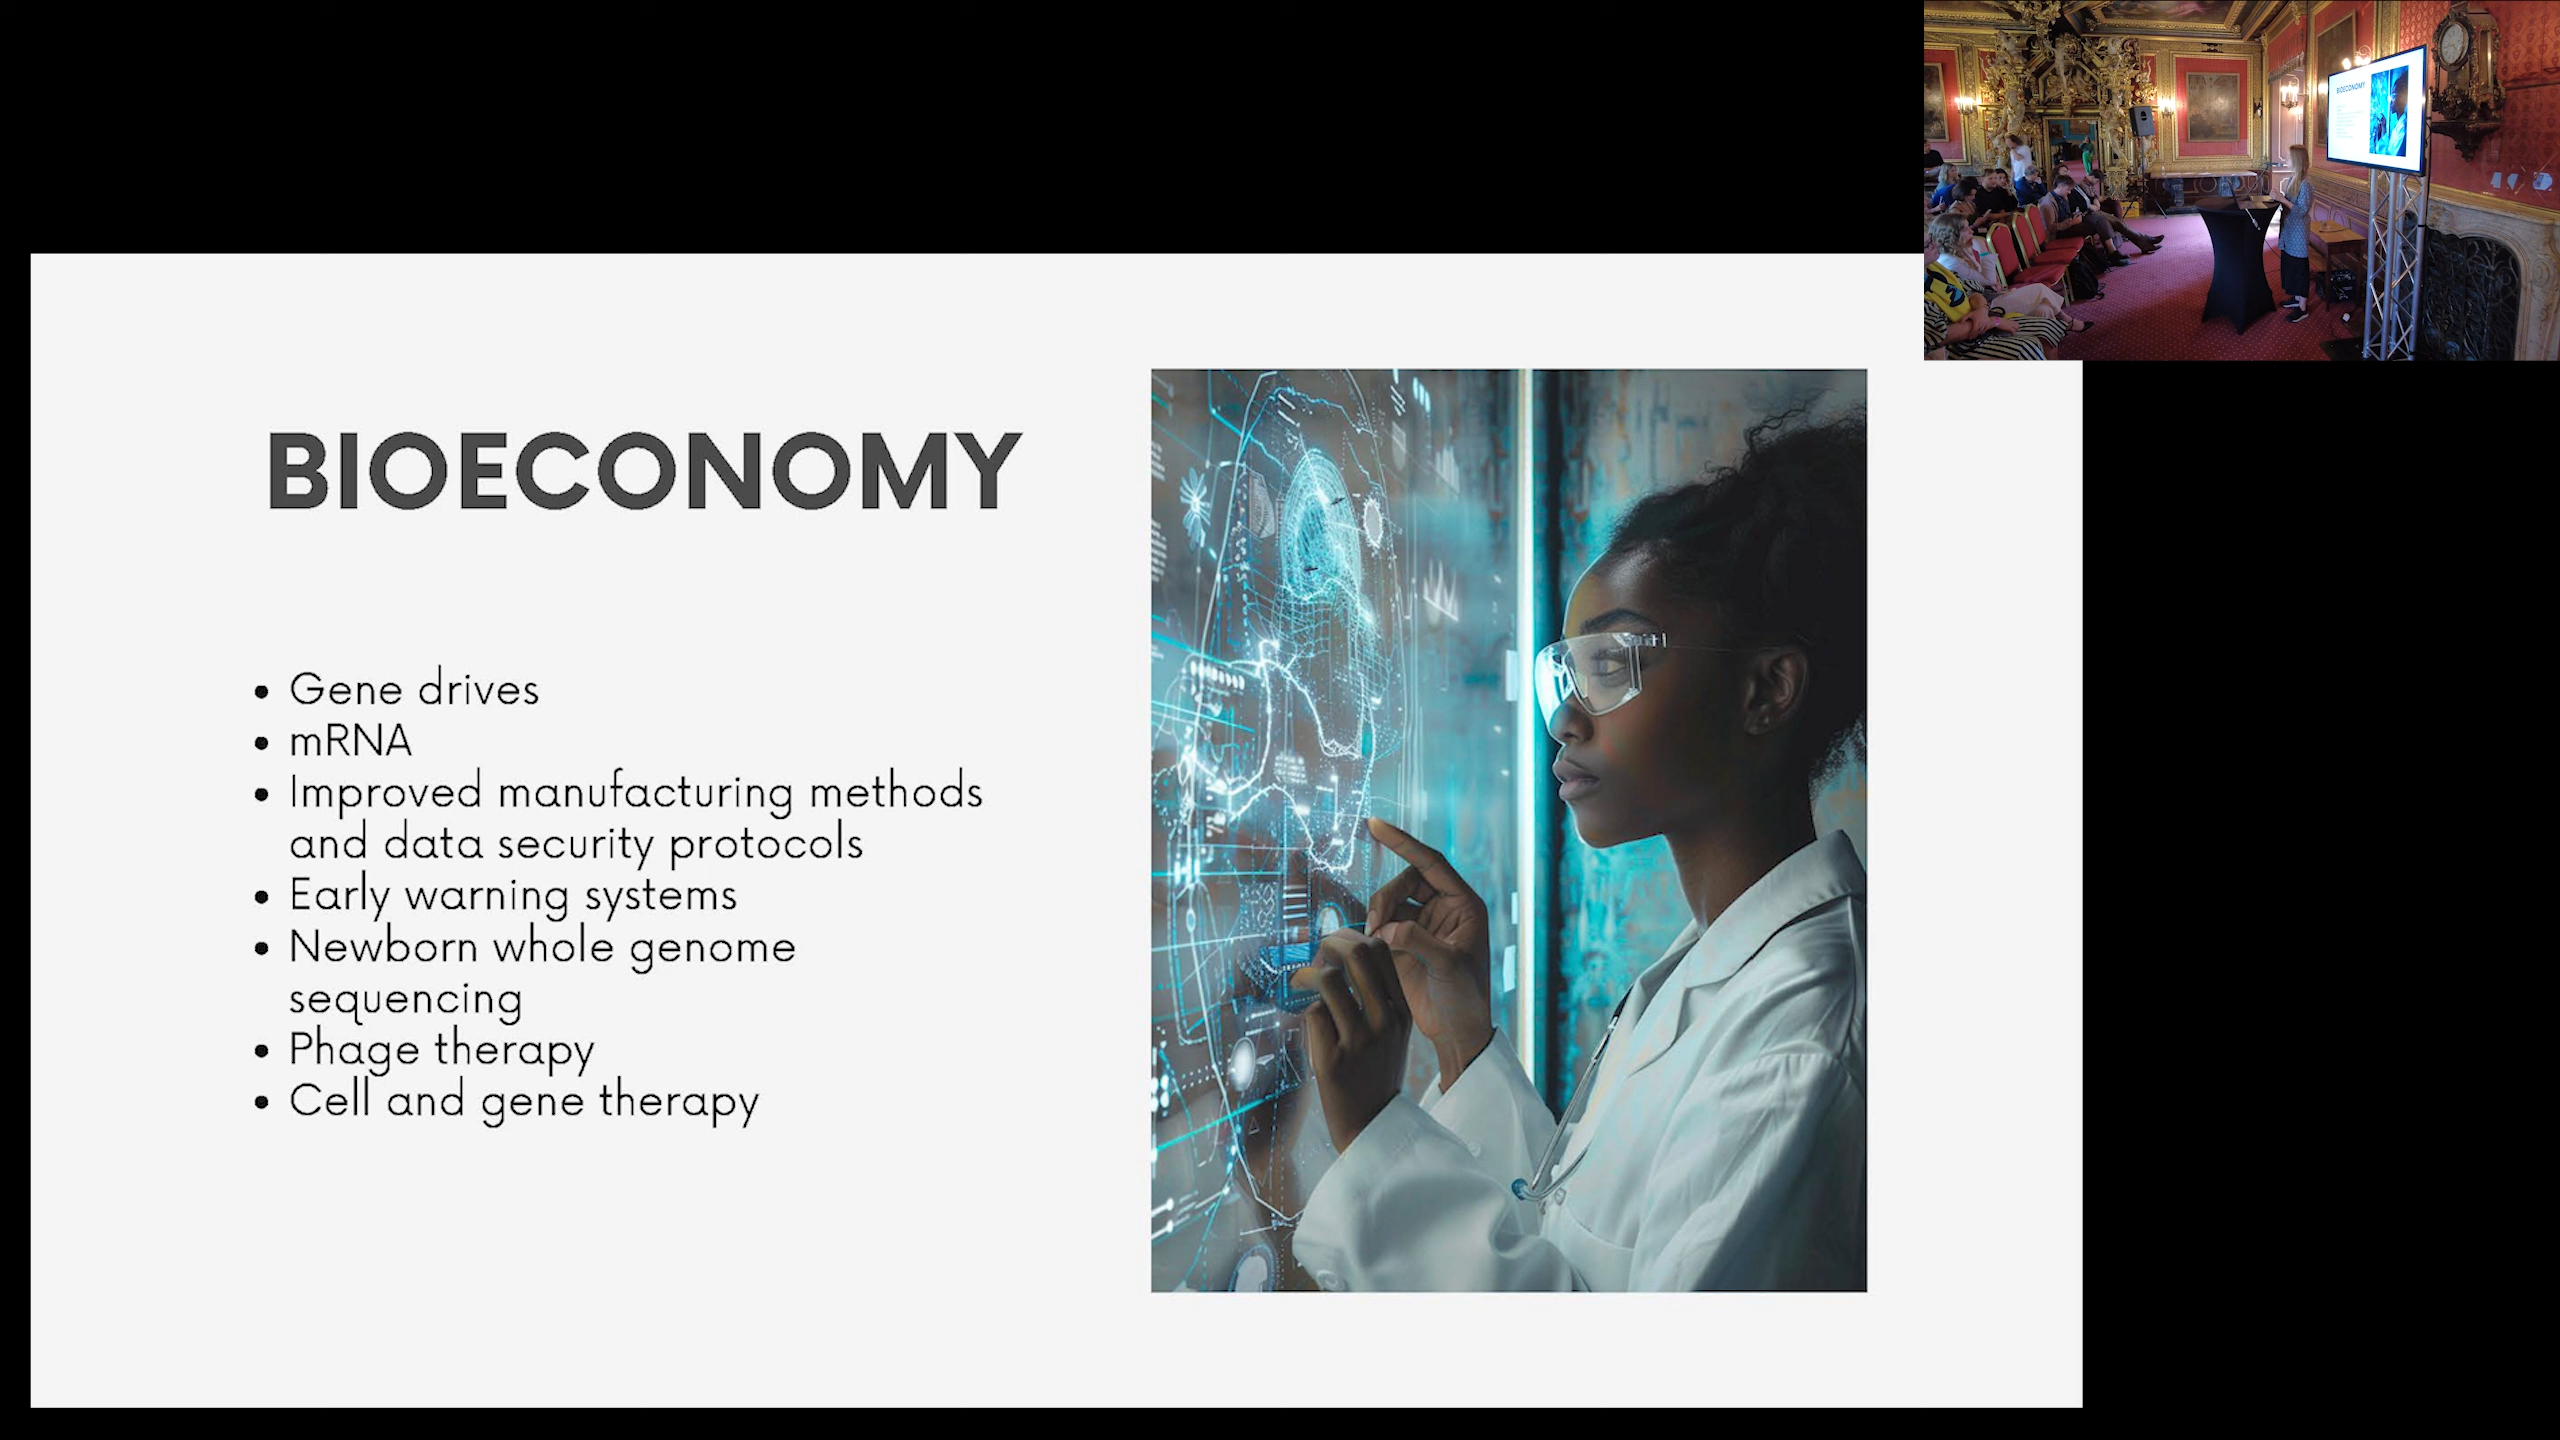 BIOECONOMY
• Gene drives
• mRNA
• Improved manufacturing methods
and data security protocols
• Early warning systems
• Newborn whole genome
sequencing
• Phage therapy
• Cell and gene therapy
BIOECONOMY